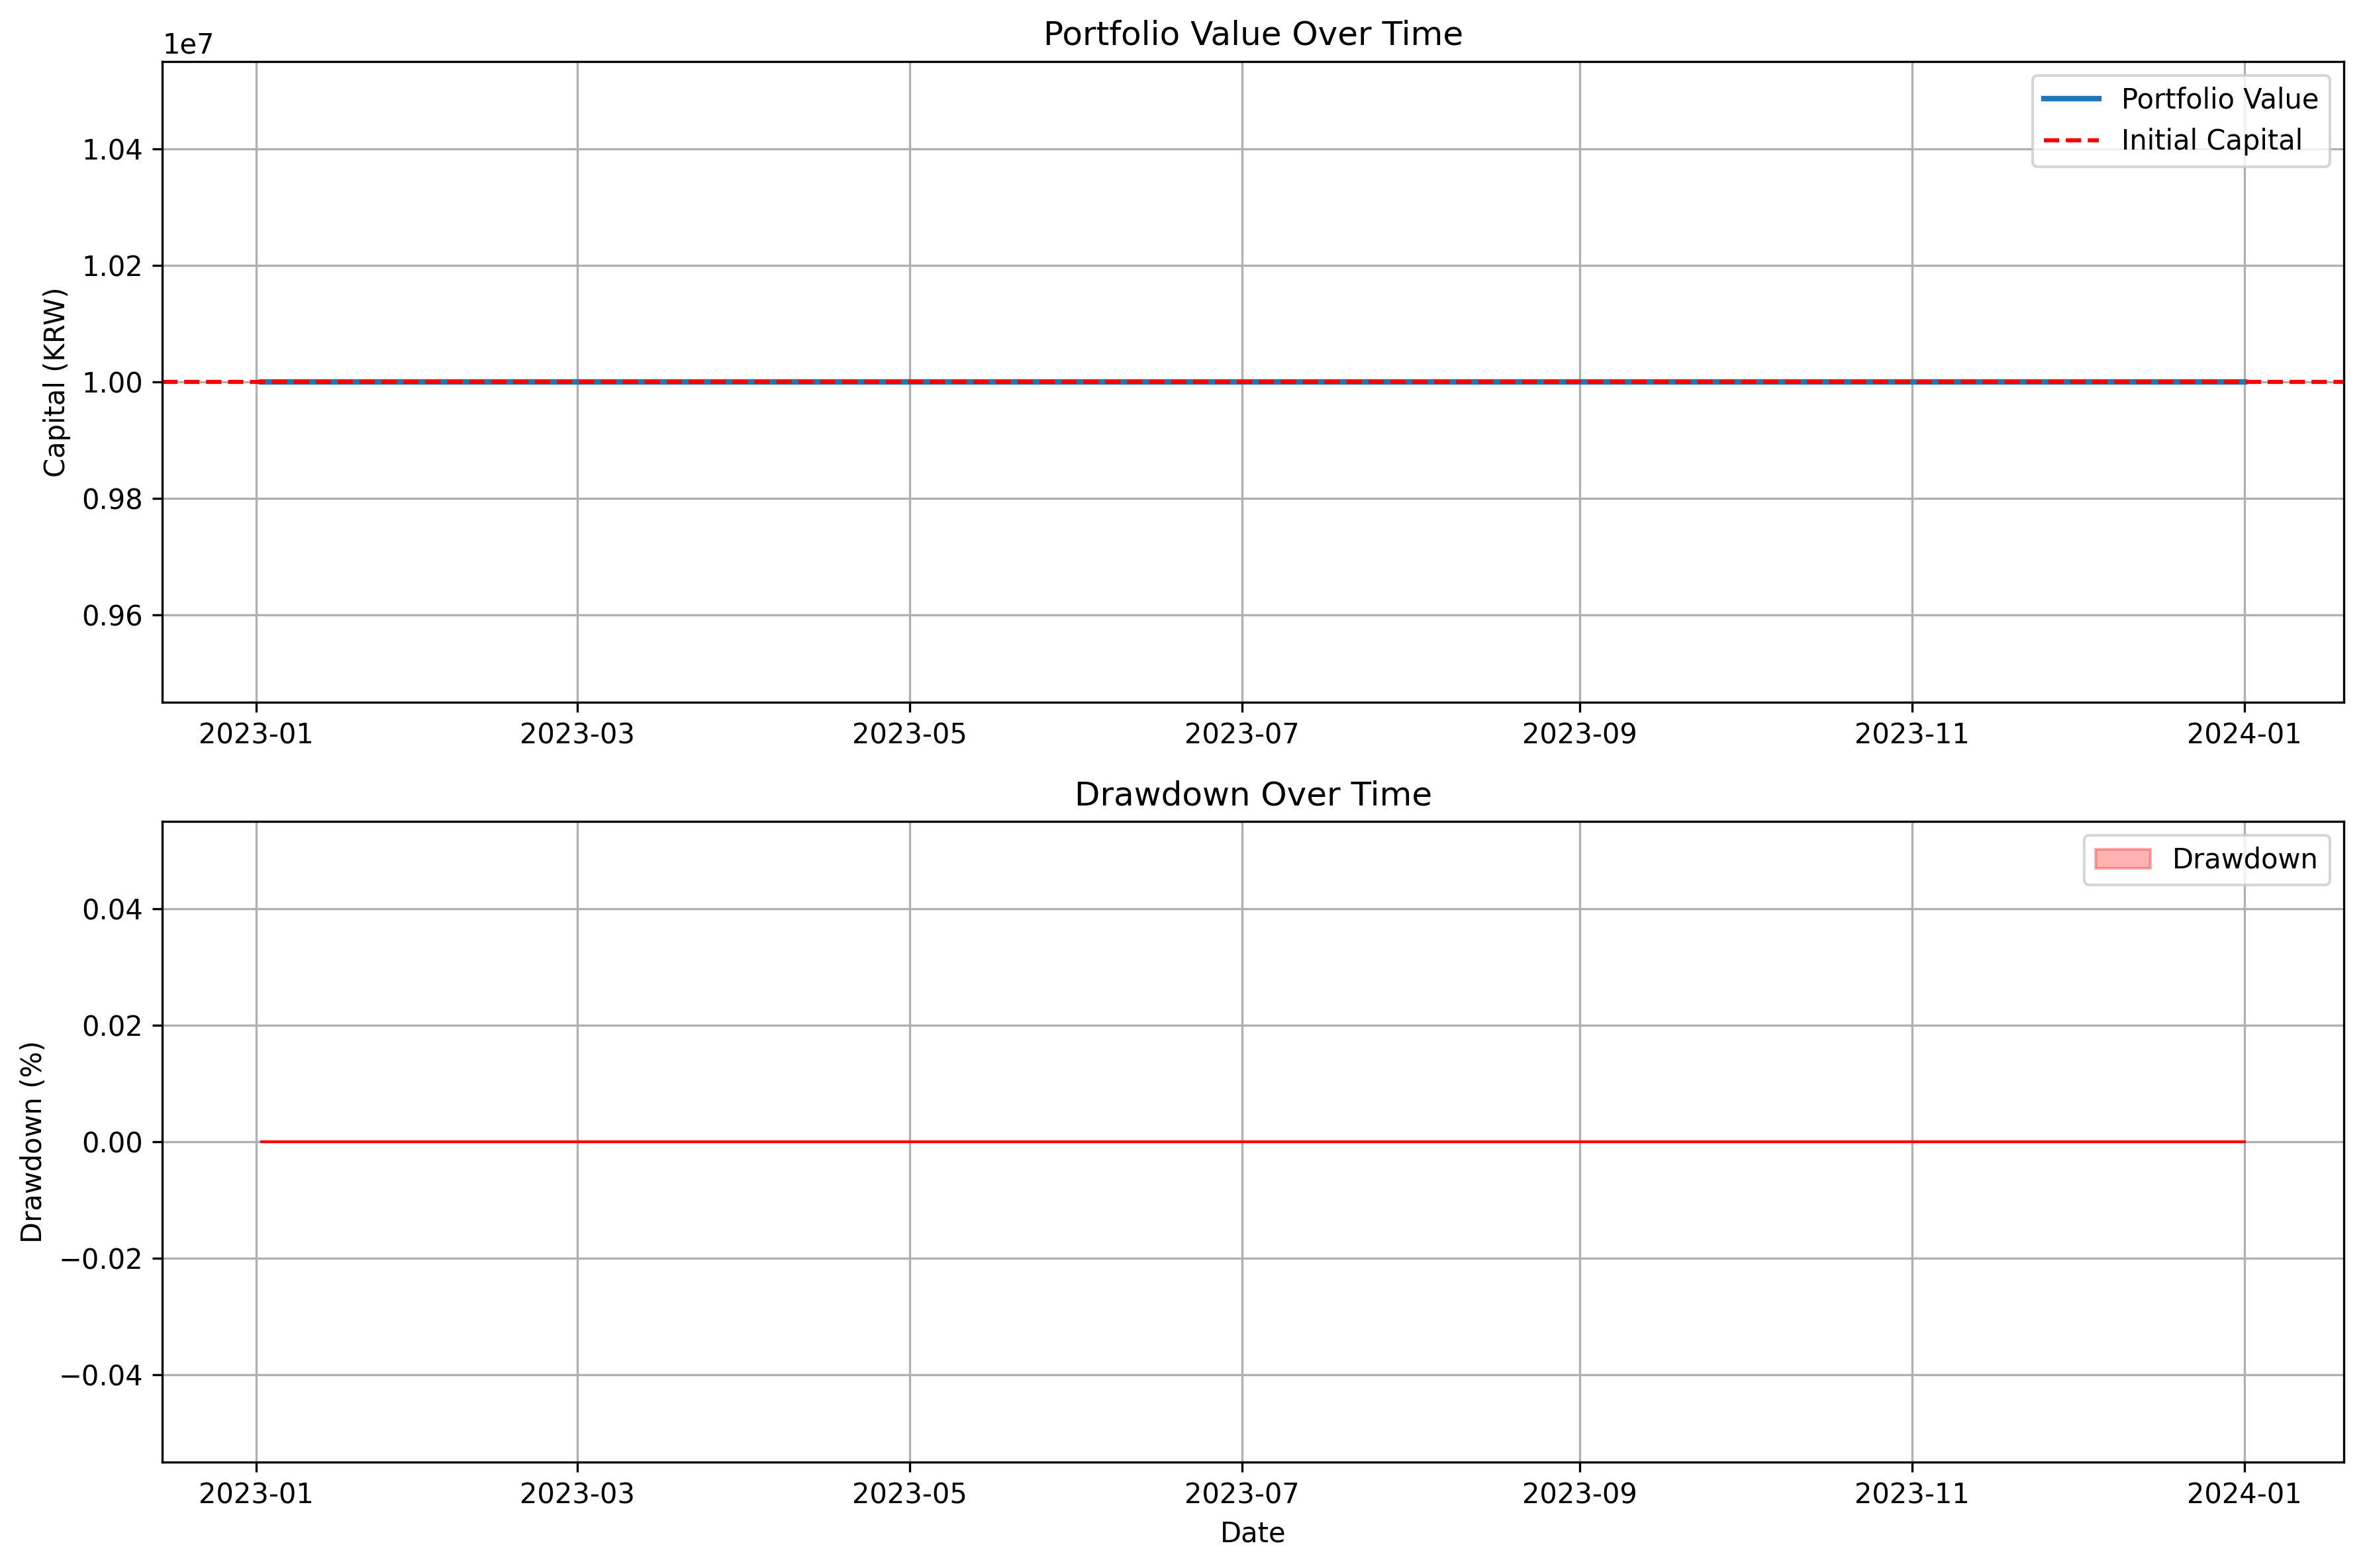 Portfolio Value Over Time
1e7
Portfolio Value
Initial Capital
1.04
1.02
1.00
0.98
0.96
Capital (KRW)
2023-01 2023-03 2023-05 2023-07 2023-09 2023-11 2024-01
Drawdown Over Time
Drawdown
0.04
0.02
0.00
−0.02
−0.04
Drawdown (%)
2023-01 2023-03 2023-05 2023-07 2023-09 2023-11 2024-01
Date